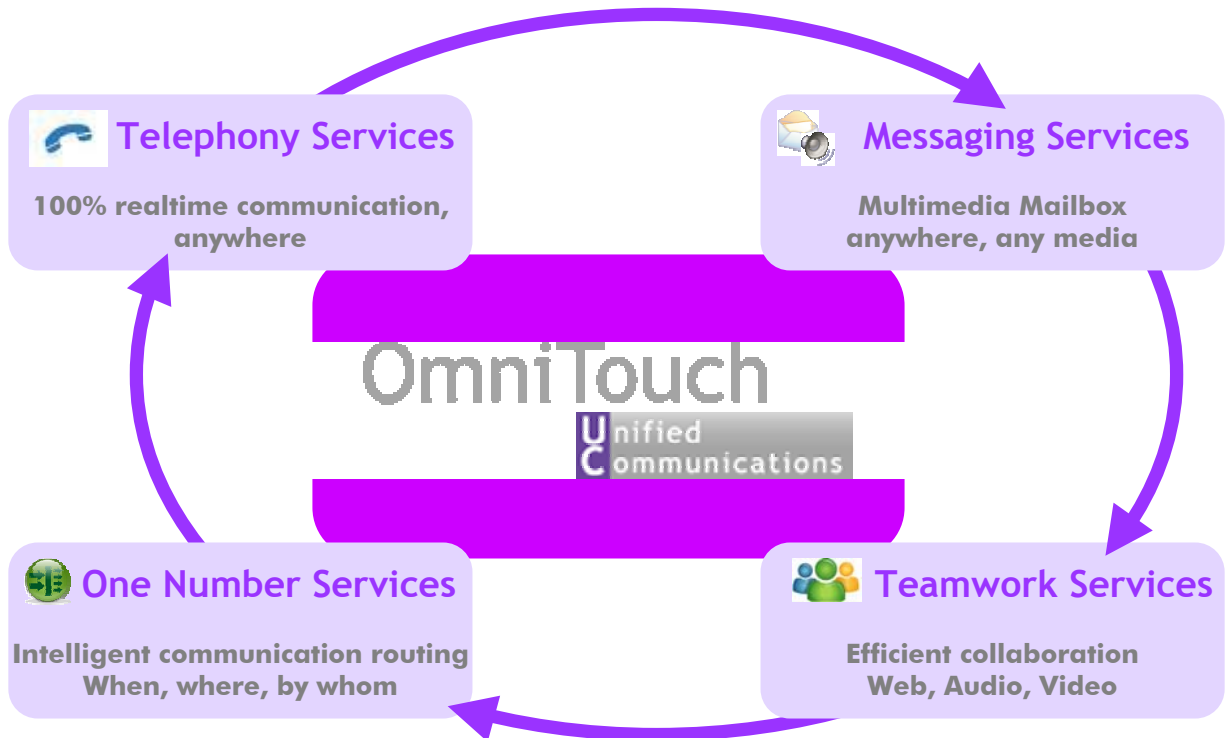 Telephony Services
100% realtime communication,
anywhere
Messaging Services
Multimedia Mailbox
anywhere, any media
OmniTouch
Unified
Communications
One Number Services
Intelligent communication routing
When, where, by whom
Teamwork Services
Efficient collaboration
Web, Audio, Video